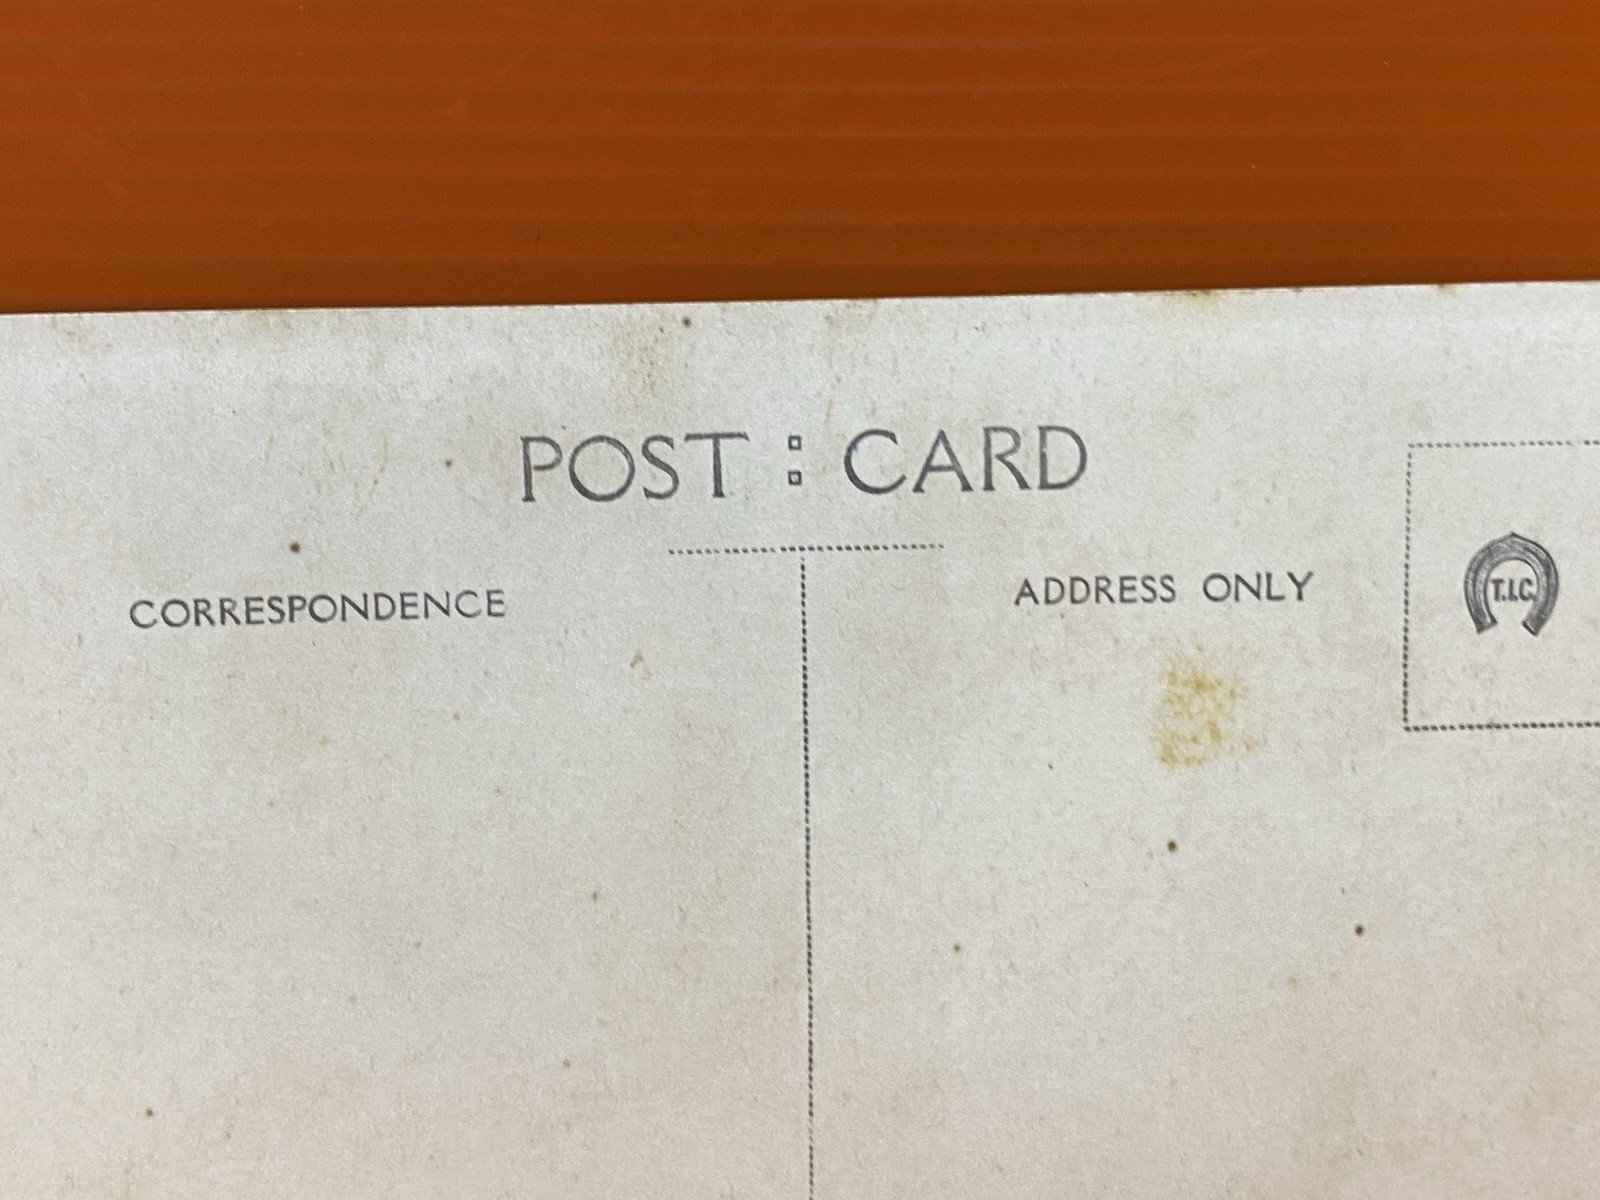 POST : CARD
CORRESPONDENCE
ADDRESS ONLY
T.I.C.